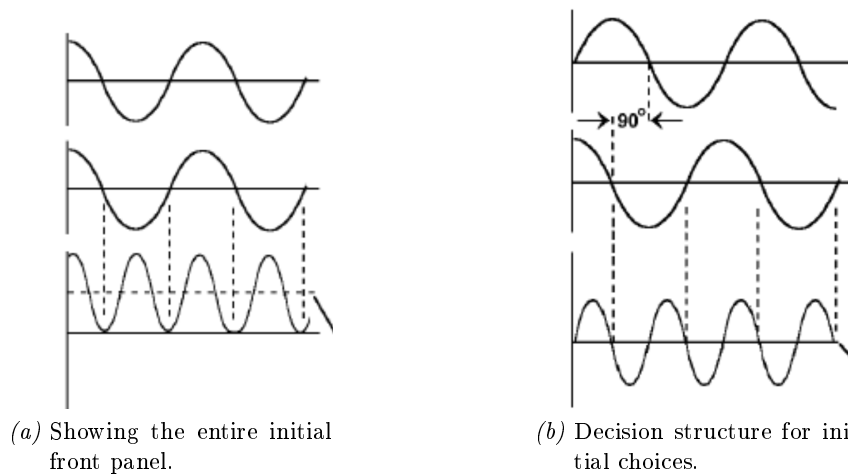 90°
(a) Showing the entire initial
front panel.
(b) Decision structure for ini
tial choices.